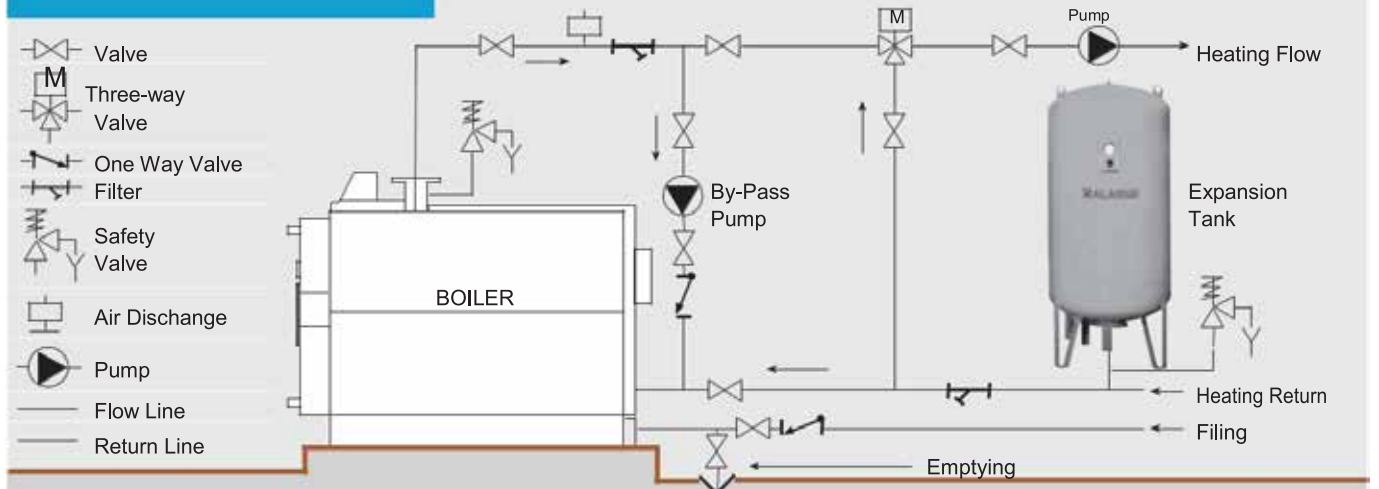 Valve
M
Three-way
Valve
One Way Valve
Filter
Safety
Valve
Air Dischange
Pump
Flow Line
Return Line
BOILER
By-Pass
Pump
M
Pump
Heating Flow
Expansion
Tank
Heating Return
Filing
Emptying